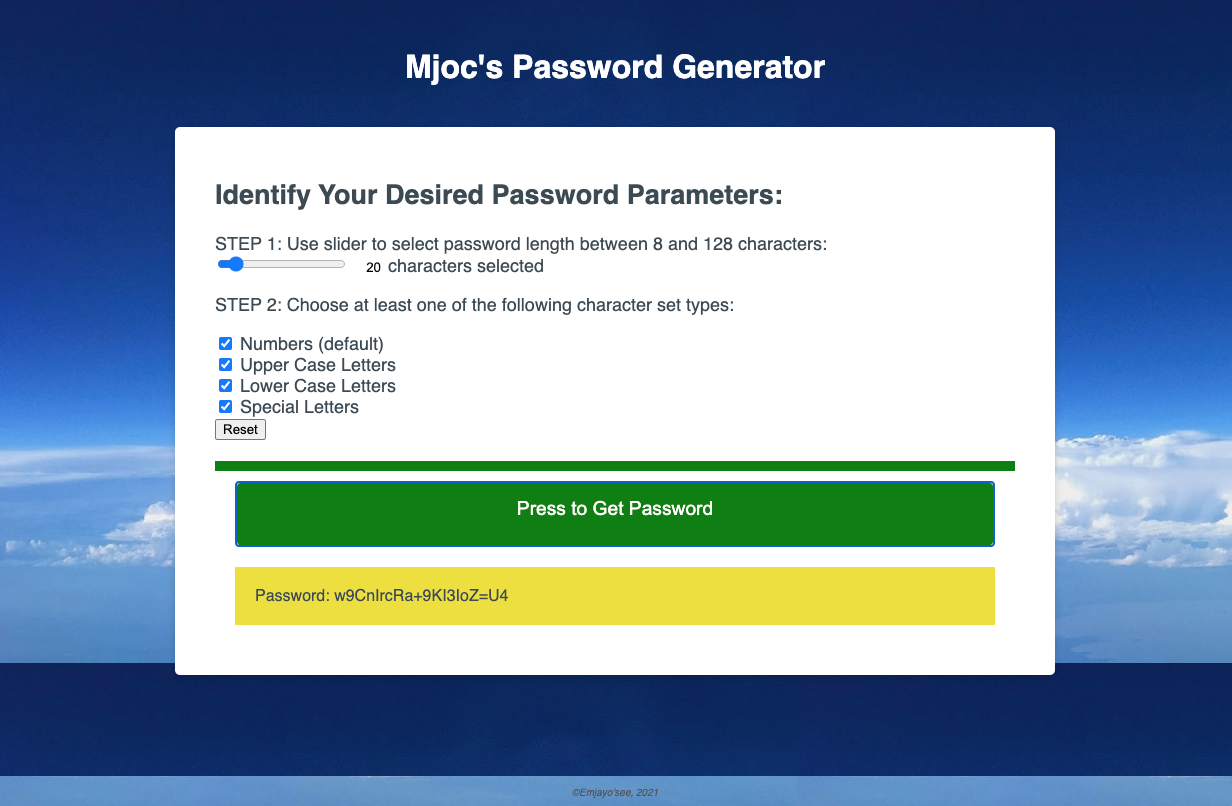 Mjoc's Password Generator
Identify Your Desired Password Parameters:
STEP 1: Use slider to select password length between 8 and 128 characters:
20 characters selected
STEP 2: Choose at least one of the following character set types:
Numbers (default)
Upper Case Letters
Lower Case Letters
Special Letters
Reset
Press to Get Password
Password: w9CnIrcRa+9KI3IoZ=U4
©Emjayo'see, 2021